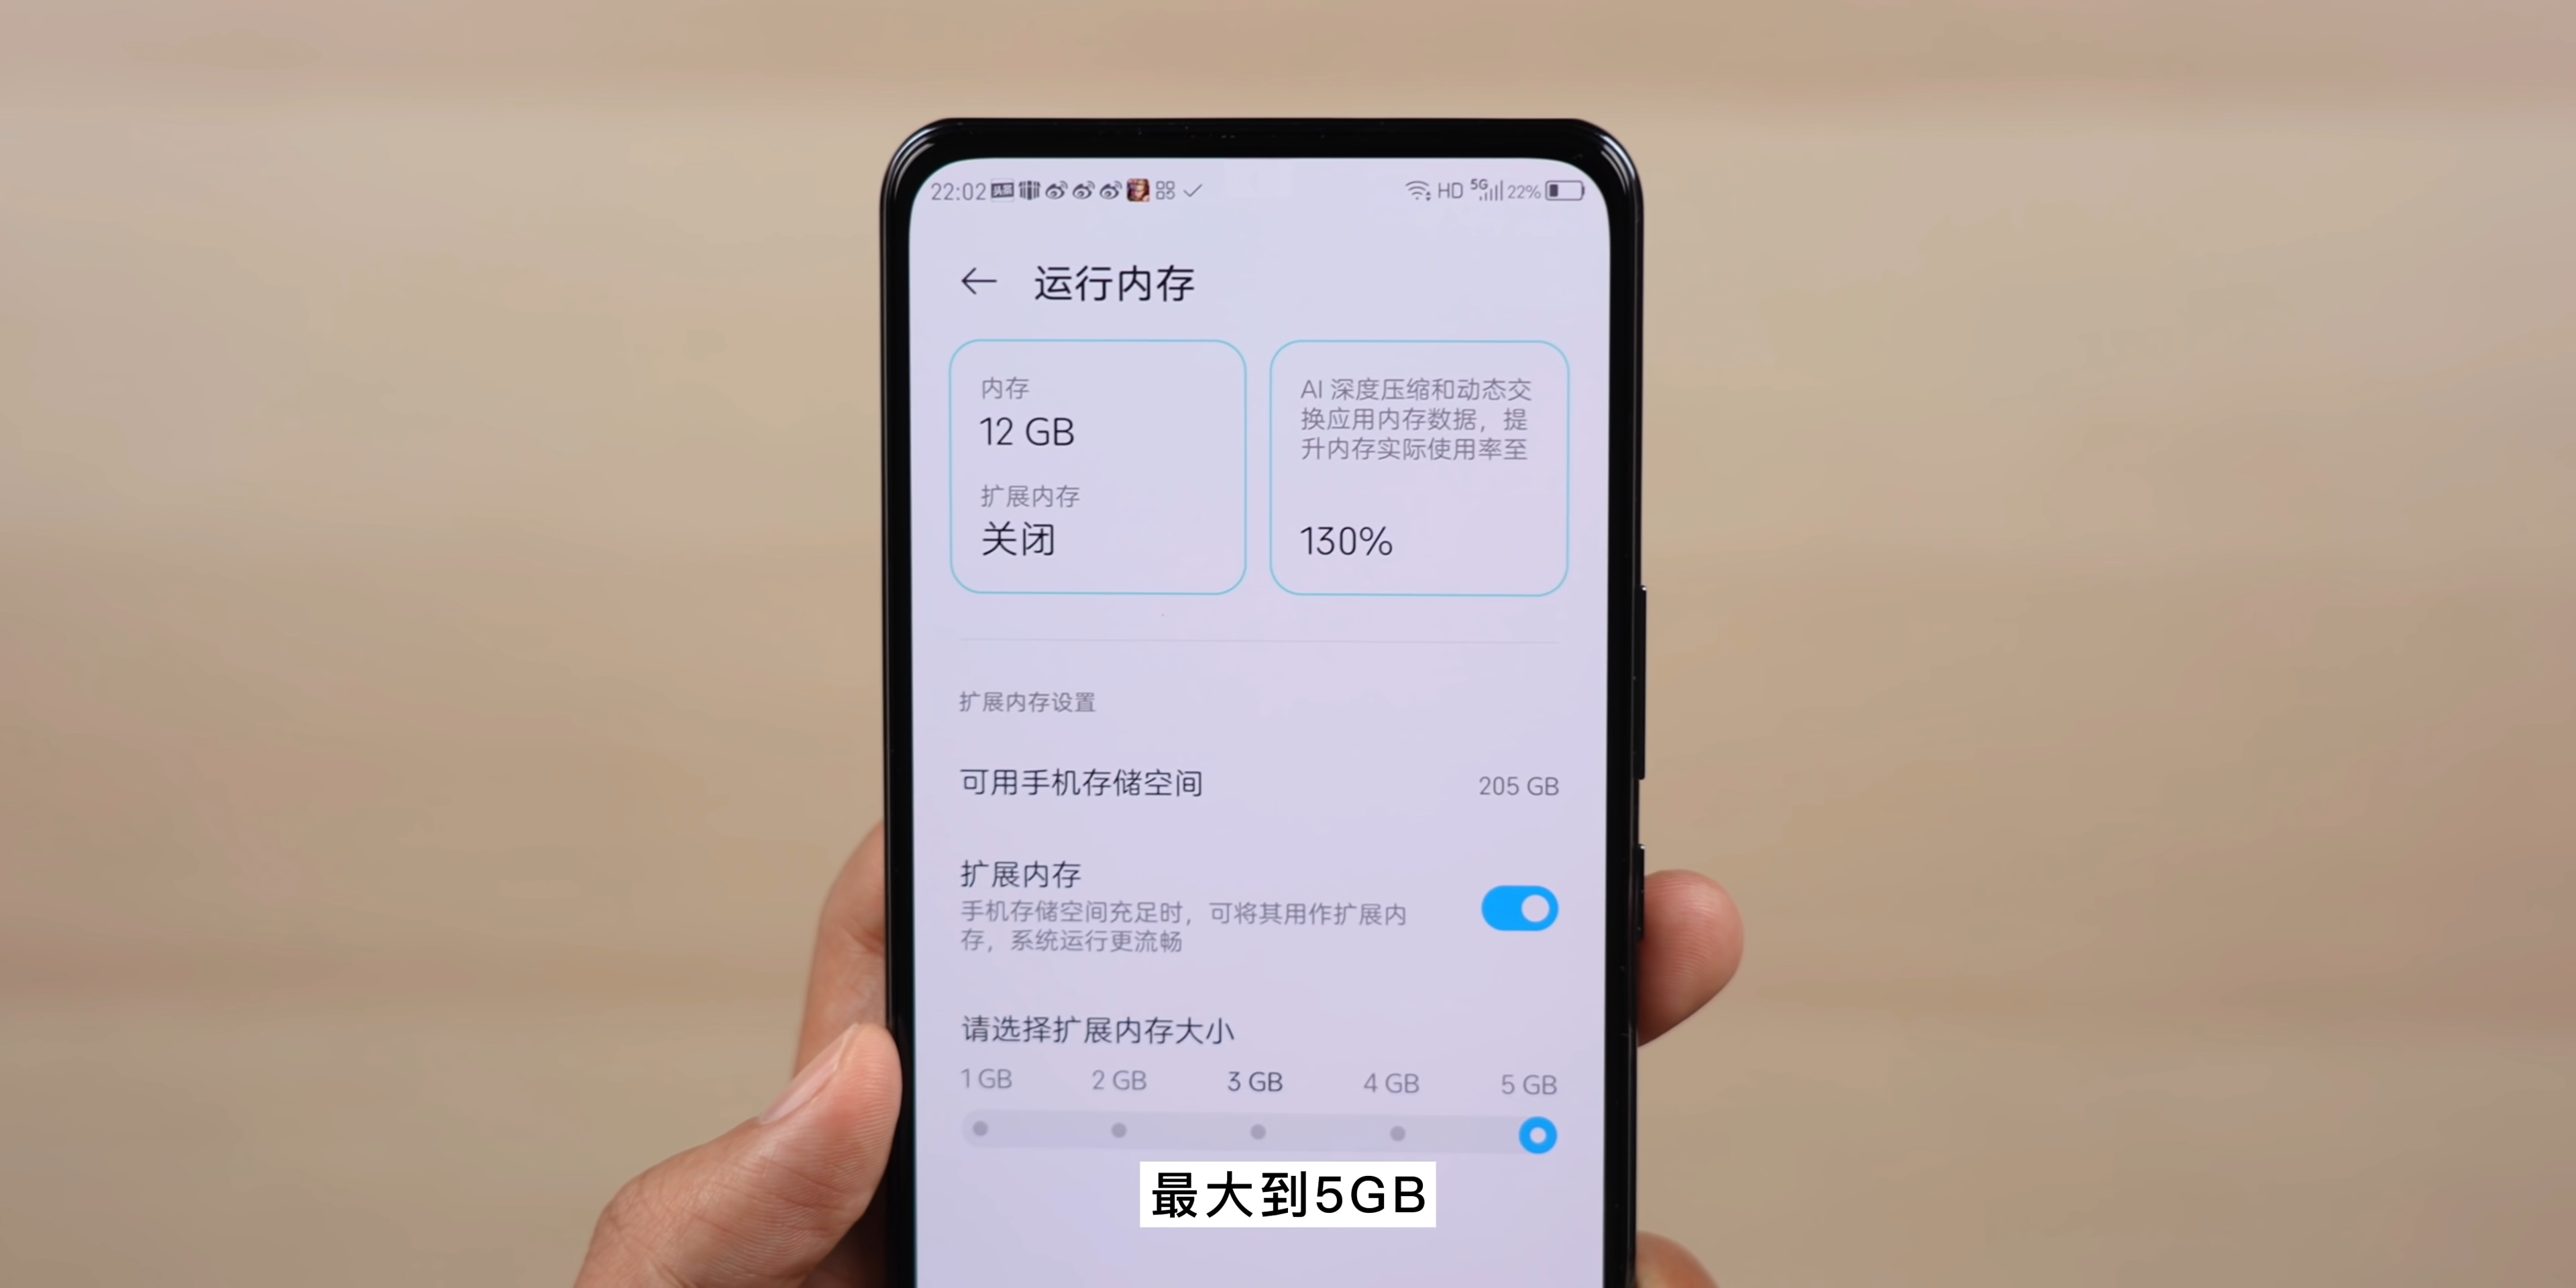 22:02 头条 HD 5G 22%
运行内存
内存
12 GB
扩展内存
关闭
AI 深度压缩和动态交
换应用内存数据，提
升内存实际使用率至
130%
扩展内存设置
可用手机存储空间 205 GB
扩展内存
手机存储空间充足时，可将其用作扩展内
存，系统运行更流畅
请选择扩展内存大小
1 GB 2 GB 3 GB 4 GB 5 GB
最大到5GB